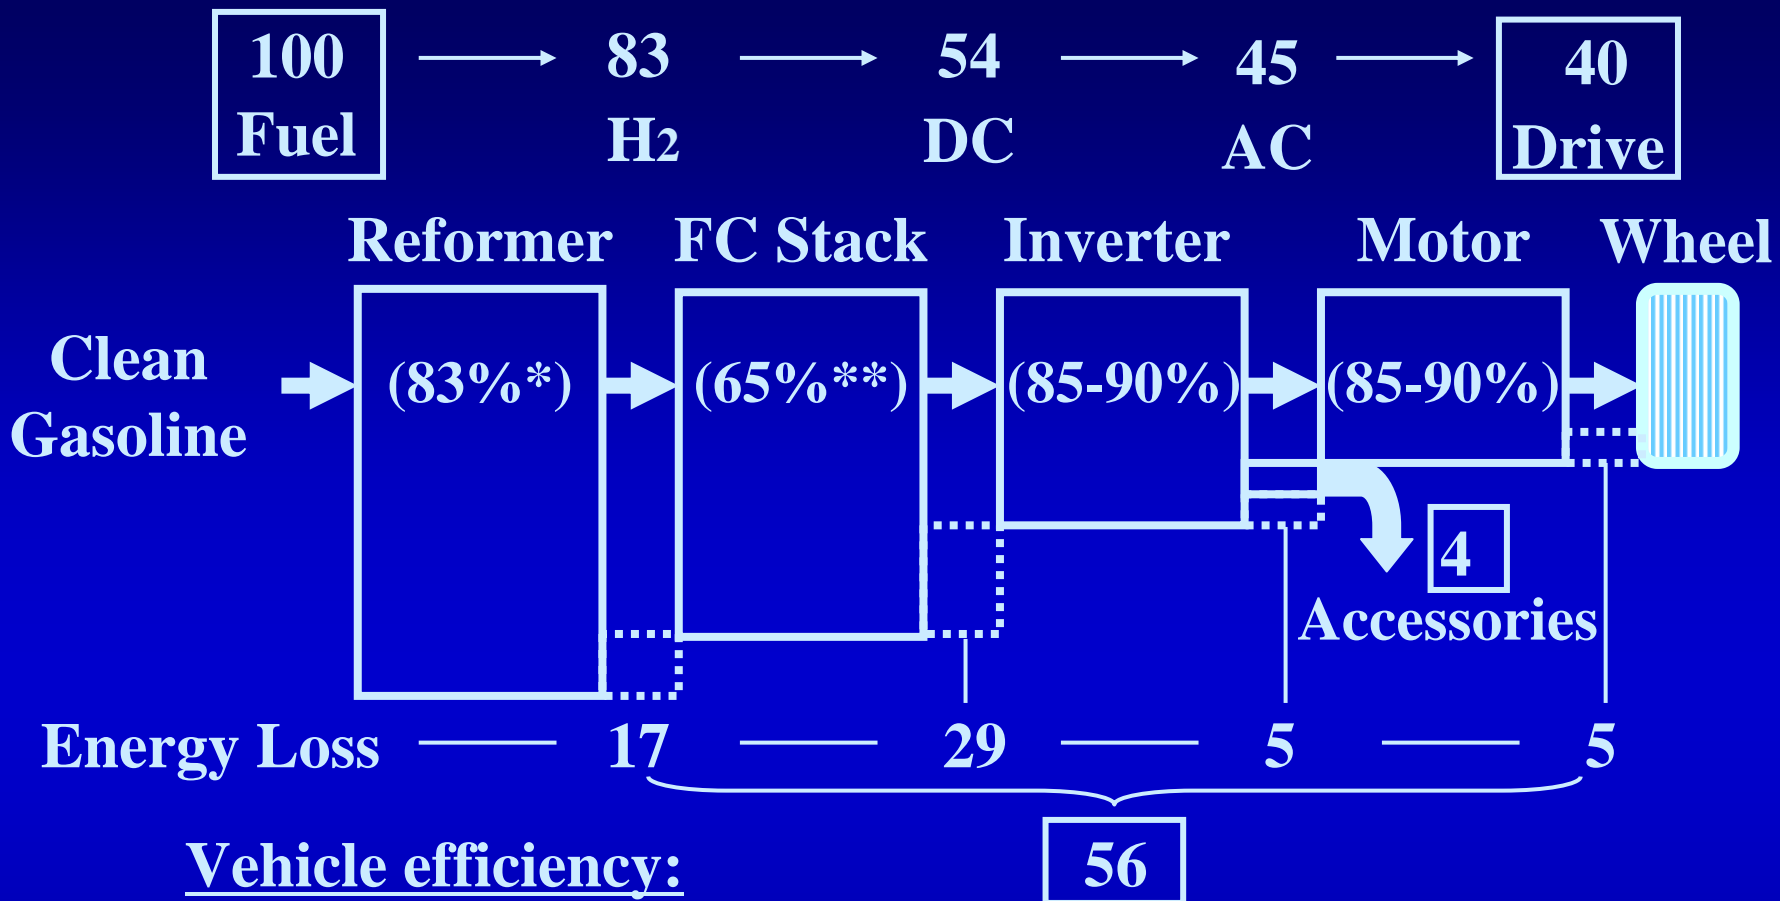 100 83 54 45 40
Fuel H2 DC AC Drive
Reformer FC Stack Inverter Motor Wheel
Clean
Gasoline
(83%*) (65%**) (85-90%) (85-90%)
4
Accessories
Energy Loss 17 29 5 5
56
Vehicle efficiency: